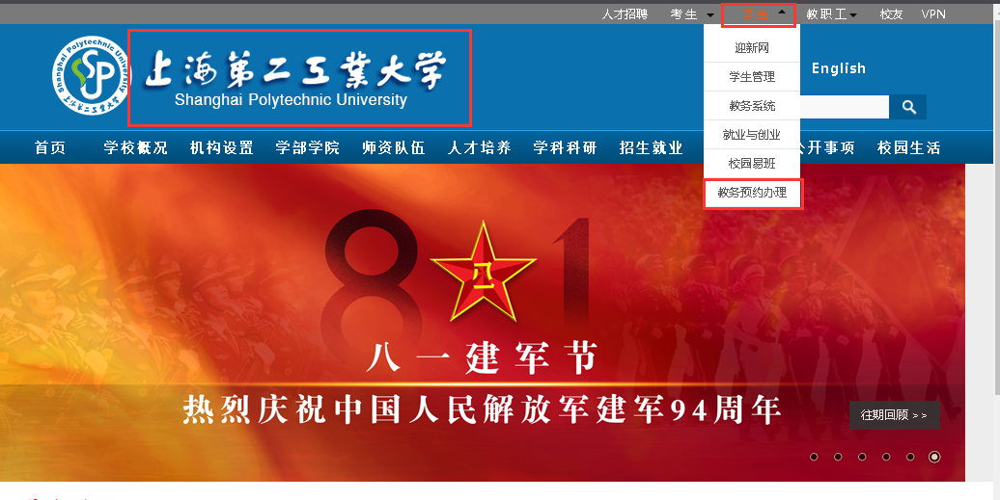 人才招聘 考生 学生 教职工 校友 VPN
Shanghai Polytechnic University
上海第二工业大学
上海第二工業大学
Shanghai Polytechnic University
迎新网
学生管理
教务系统
就业与创业
校园易班
教务预约办理
English
首页 学校概况 机构设置 学部学院 师资队伍 人才培养 学科科研 招生就业 公开事项 校园生活
81
八一
八一建军节
热烈庆祝中国人民解放军建军94周年
往期回顾 >>